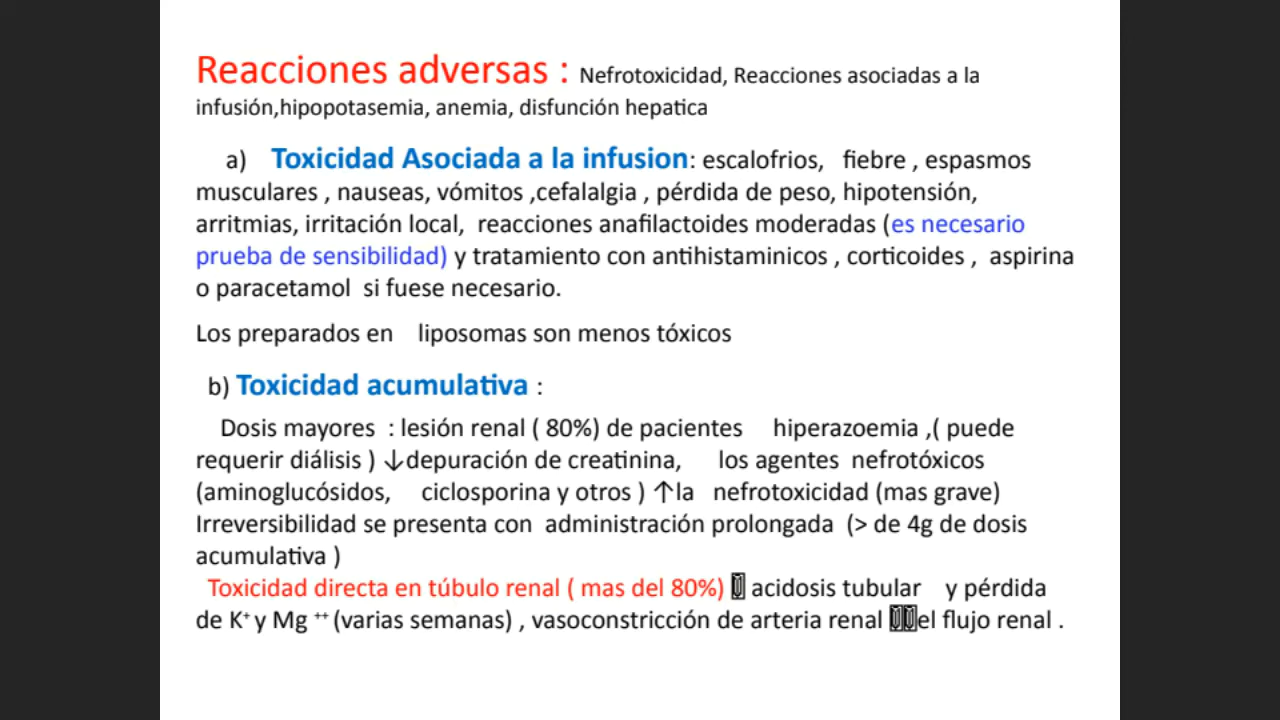 Reacciones adversas : Nefrotoxicidad, Reacciones asociadas a la
infusión,hipopotasemia, anemia, disfunción hepatica
a) Toxicidad Asociada a la infusion: escalofrios, fiebre , espasmos
musculares , nauseas, vómitos ,cefalalgia , pérdida de peso, hipotensión,
arritmias, irritación local, reacciones anafilactoides moderadas (es necesario
prueba de sensibilidad) y tratamiento con antihistaminicos , corticoides , aspirina
o paracetamol si fuese necesario.
Los preparados en liposomas son menos tóxicos
b) Toxicidad acumulativa :
Dosis mayores : lesión renal ( 80%) de pacientes hiperazoemia ,( puede
requerir diálisis ) ↓depuración de creatinina, los agentes nefrotóxicos
(aminoglucósidos, ciclosporina y otros ) ↑la nefrotoxicidad (mas grave)
Irreversibilidad se presenta con administración prolongada (> de 4g de dosis
acumulativa )
Toxicidad directa en túbulo renal ( mas del 80%) acidosis tubular y pérdida
de K⁺ y Mg ⁺⁺ (varias semanas) , vasoconstricción de arteria renal el flujo renal .